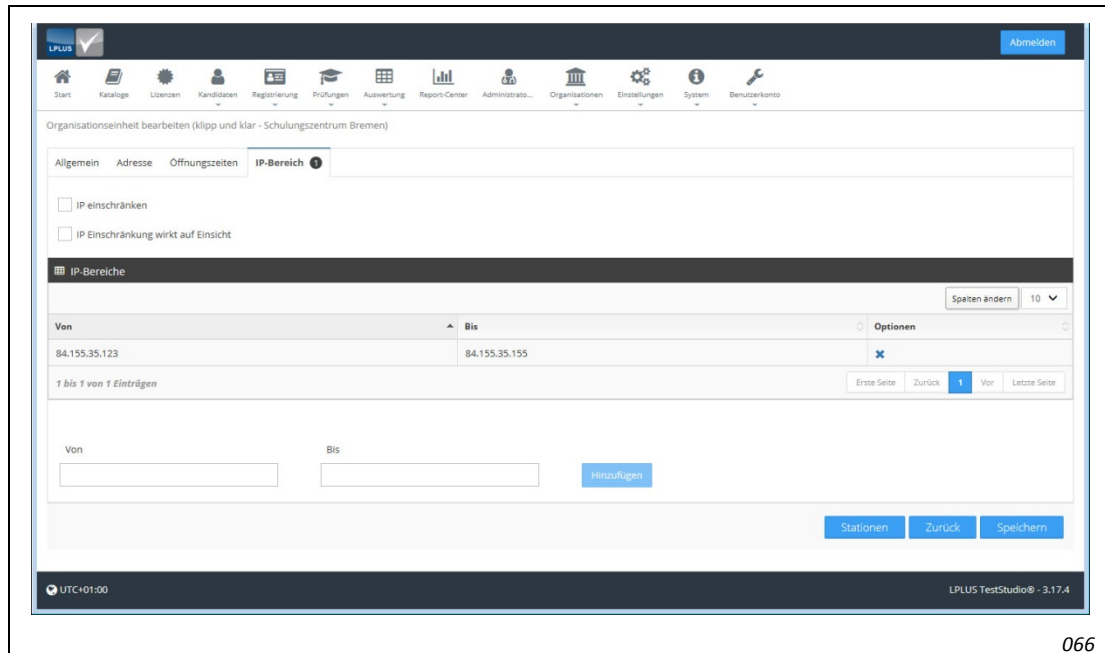 LPLUS
Abmelden
Start Kataloge Lizenzen Kandidaten Registrierung Prüfungen Auswertung Report-Center Administrato... Organisationen Einstellungen System Benutzerkonto
Organisationseinheit bearbeiten (klipp und klar - Schulungszentrum Bremen)
Allgemein Adresse Öffnungszeiten IP-Bereich 1
IP einschränken
IP Einschränkung wirkt auf Einsicht
IP-Bereiche
Spalten ändern 10
Von Bis Optionen
84.155.35.123 84.155.35.155
1 bis 1 von 1 Einträgen Erste Seite Zurück 1 Vor Letzte Seite
Von Bis
Hinzufügen
Stationen Zurück Speichern
UTC+01:00 LPLUS TestStudio® - 3.17.4
066